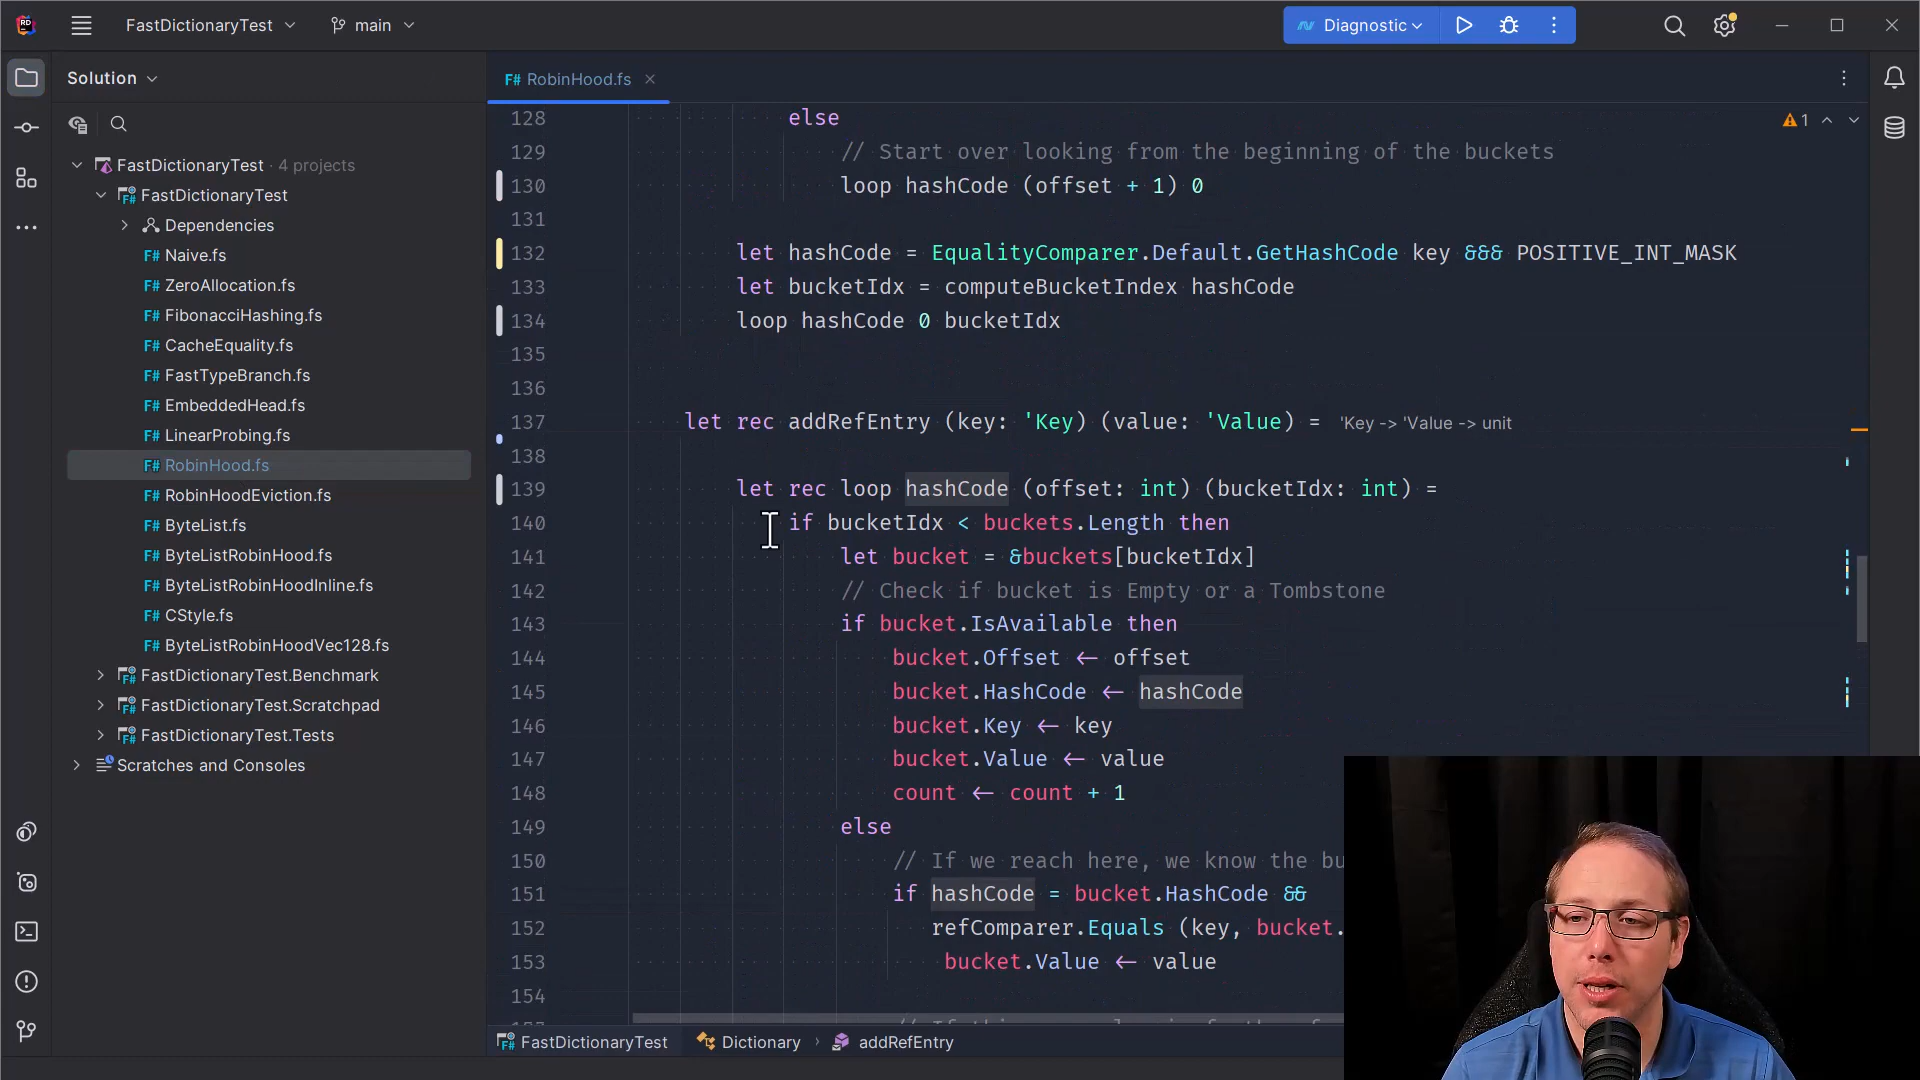 FastDictionaryTest
main
Diagnostic
Solution
RobinHood.fs
FastDictionaryTest 4 projects
FastDictionaryTest
Dependencies
F# Naive.fs
F# ZeroAllocation.fs
F# FibonacciHashing.fs
F# CacheEquality.fs
F# FastTypeBranch.fs
F# EmbeddedHead.fs
F# LinearProbing.fs
F# RobinHood.fs
F# RobinHoodEviction.fs
F# ByteList.fs
F# ByteListRobinHood.fs
F# ByteListRobinHoodInline.fs
F# CStyle.fs
F# ByteListRobinHoodVec128.fs
FastDictionaryTest.Benchmark
FastDictionaryTest.Scratchpad
FastDictionaryTest.Tests
Scratches and Consoles
1
128 else
129 // Start over looking from the beginning of the buckets
130 loop hashCode (offset + 1) 0
131
132 let hashCode = EqualityComparer.Default.GetHashCode key &&& POSITIVE_INT_MASK
133 let bucketIdx = computeBucketIndex hashCode
134 loop hashCode 0 bucketIdx
135
136
137 let rec addRefEntry (key: 'Key) (value: 'Value) = 'Key -> 'Value -> unit
138
139 let rec loop hashCode (offset: int) (bucketIdx: int) =
140 if bucketIdx < buckets.Length then
141 let bucket = &buckets[bucketIdx]
142 // Check if bucket is Empty or a Tombstone
143 if bucket.IsAvailable then
144 bucket.Offset <- offset
145 bucket.HashCode <- hashCode
146 bucket.Key <- key
147 bucket.Value <- value
148 count <- count + 1
149 else
150 // If we reach here, we know the bu
151 if hashCode = bucket.HashCode &&
152 refComparer.Equals (key, bucket.
153 bucket.Value <- value
154
FastDictionaryTest
Dictionary › addRefEntry